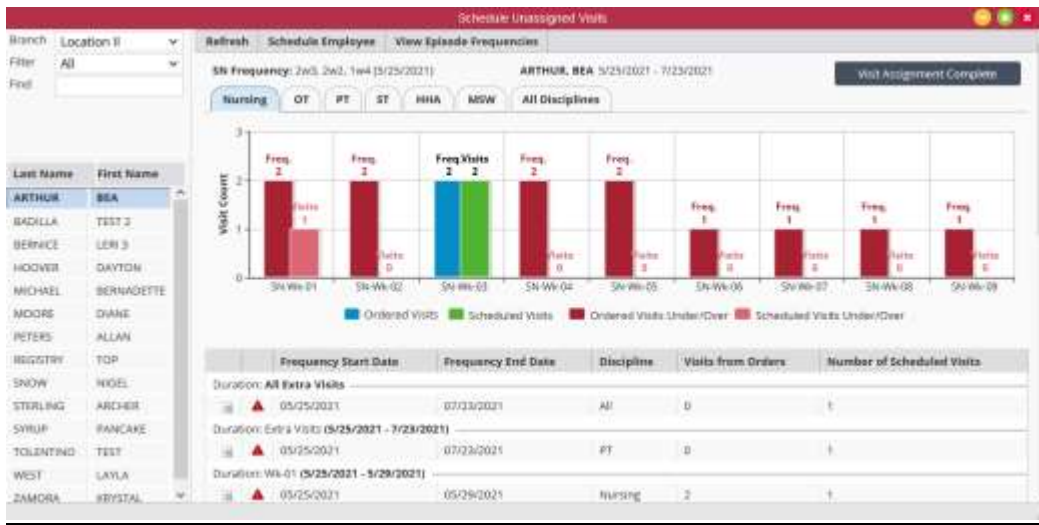 Schedule Unassigned Visits
Branch Location II
Filter All
Find
Refresh Schedule Employee View Episode Frequencies
SN Frequency: 2w3, 2w2, 1w4 (5/25/2021) ARTHUR, BEA 5/25/2021 - 7/23/2021 Visit Assignment Complete
Nursing OT PT ST HHA MSW All Disciplines
Last Name First Name
ARTHUR BEA
BADILLA TEST 2
BERNICE LERI 3
HOOVER DAYTON
MICHAEL BERNADETTE
MOORE DIANE
PETERS ALLAN
REGISTRY TOP
SNOW NIGEL
STERLING ARCHER
SYRUP PANCAKE
TOLENTINO TEST
WEST LAYLA
ZAMORA KRYSTAL
Visit Count
3
2
1
0
Freq. 2 Visits 1
Freq. 2 Visits 0
Freq. 2 Visits 2
Freq. 2 Visits 0
Freq. 2 Visits 0
Freq. 1 Visits 0
Freq. 1 Visits 0
Freq. 1 Visits 0
Freq. 1 Visits 0
SN-Wk-01 SN-Wk-02 SN-Wk-03 SN-Wk-04 SN-Wk-05 SN-Wk-06 SN-Wk-07 SN-Wk-08 SN-Wk-09
Ordered Visits Scheduled Visits Ordered Visits Under/Over Scheduled Visits Under/Over
Frequency Start Date Frequency End Date Discipline Visits from Orders Number of Scheduled Visits
Duration: All Extra Visits
05/25/2021 07/23/2021 All 0 1
Duration: Extra Visits (5/25/2021 - 7/23/2021)
05/25/2021 07/23/2021 PT 0 1
Duration: Wk-01 (5/25/2021 - 5/29/2021)
05/25/2021 05/29/2021 Nursing 2 1